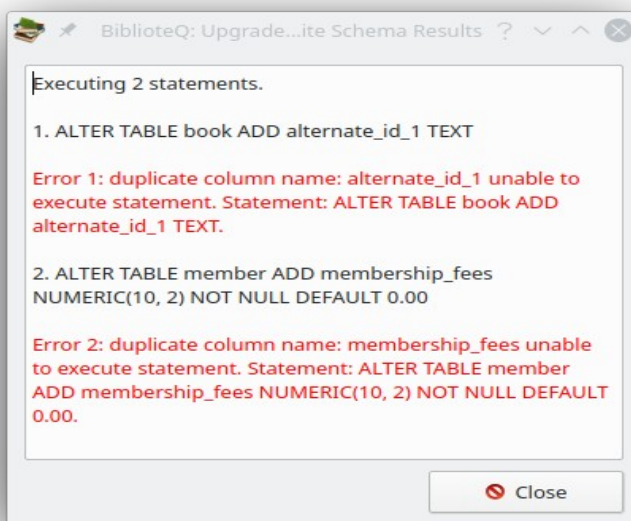 BiblioteQ: Upgrade...ite Schema Results
Executing 2 statements.
1. ALTER TABLE book ADD alternate_id_1 TEXT
Error 1: duplicate column name: alternate_id_1 unable to
execute statement. Statement: ALTER TABLE book ADD
alternate_id_1 TEXT.
2. ALTER TABLE member ADD membership_fees
NUMERIC(10, 2) NOT NULL DEFAULT 0.00
Error 2: duplicate column name: membership_fees unable
to execute statement. Statement: ALTER TABLE member
ADD membership_fees NUMERIC(10, 2) NOT NULL DEFAULT
0.00.
Close